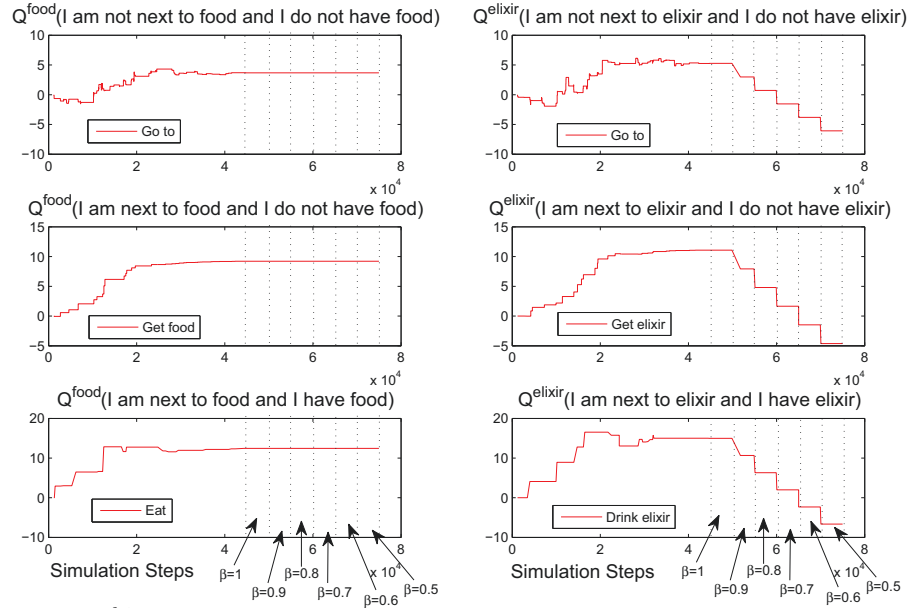 Q^food(I am not next to food and I do not have food)
10
5
0
−5
−10
Go to
0 2 4 6 8
x 10^4
Q^elixir(I am not next to elixir and I do not have elixir)
10
5
0
−5
−10
Go to
0 2 4 6 8
x 10^4
Q^food(I am next to food and I do not have food)
15
10
5
0
−5
Get food
0 2 4 6 8
x 10^4
Q^elixir(I am next to elixir and I do not have elixir)
15
10
5
0
−5
Get elixir
0 2 4 6 8
x 10^4
Q^food(I am next to food and I have food)
20
10
0
−10
Eat
0 2 4 6 8
x 10^4
Simulation Steps
β=1
β=0.9
β=0.8
β=0.7
β=0.6
β=0.5
Q^elixir(I am next to elixir and I have elixir)
20
10
0
−10
Drink elixir
0 2 4 6 8
x 10^4
Simulation Steps
β=1
β=0.9
β=0.8
β=0.7
β=0.6
β=0.5